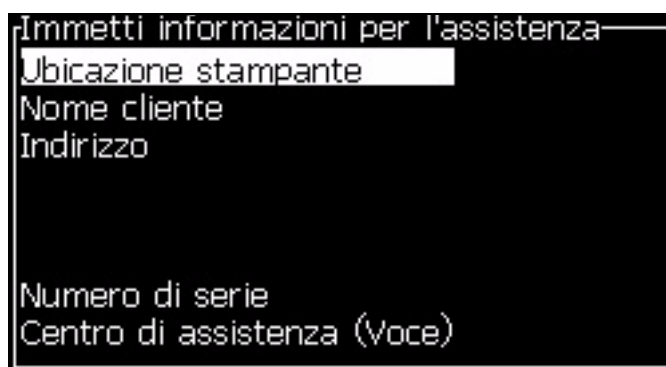 Immetti informazioni per l'assistenza
Ubicazione stampante
Nome cliente
Indirizzo
Numero di serie
Centro di assistenza (Voce)